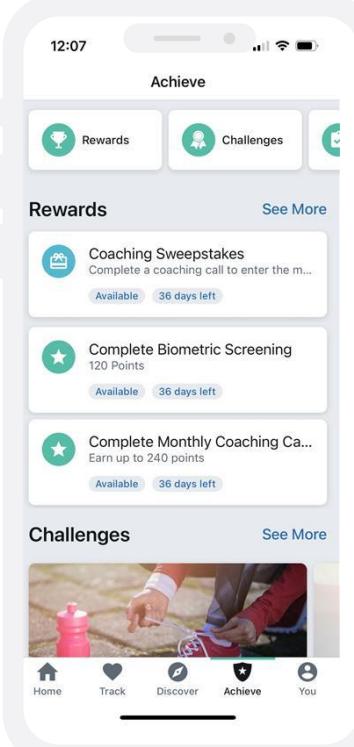 12:07
Achieve
Rewards
Challenges
Rewards
See More
Coaching Sweepstakes
Complete a coaching call to enter the m...
Available
36 days left
Complete Biometric Screening
120 Points
Available
36 days left
Complete Monthly Coaching Ca...
Earn up to 240 points
Available
36 days left
Challenges
See More
Home
Track
Discover
Achieve
You